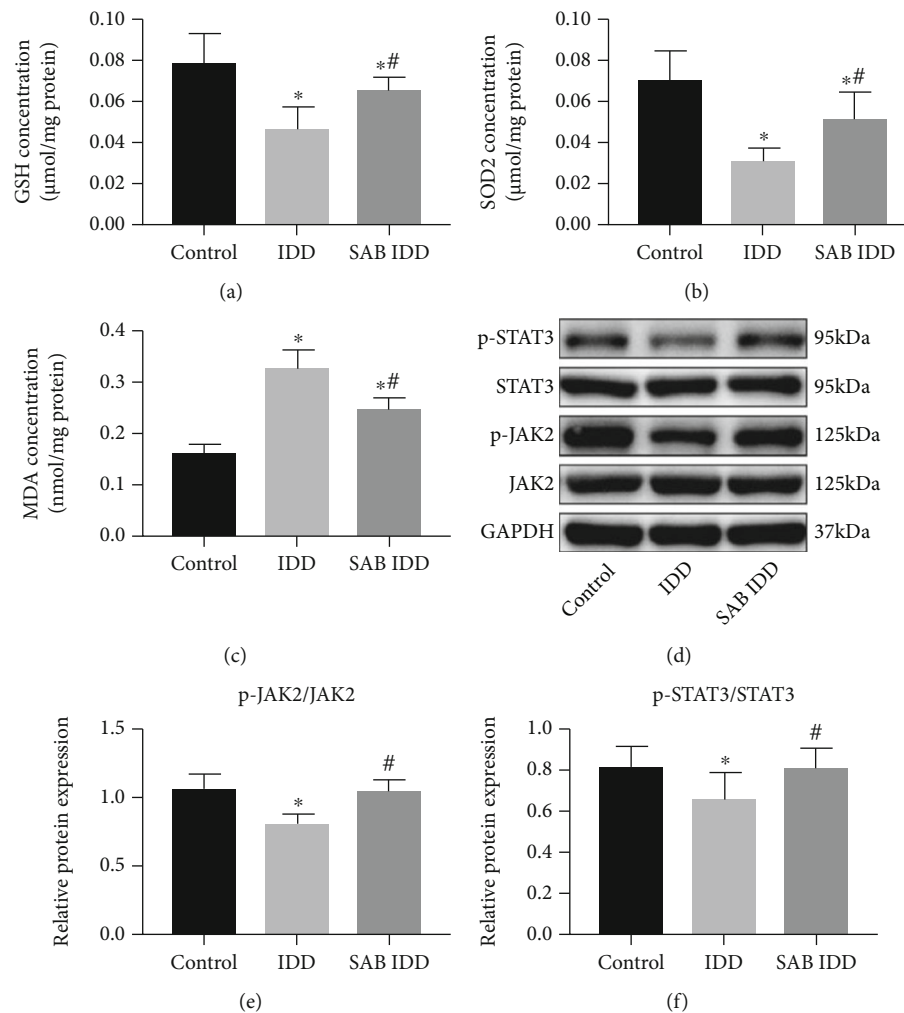 GSH concentration
(μmol/mg protein)
0.10
0.08
0.06
0.04
0.02
0.00
*
*#
Control IDD SAB IDD
(a)
SOD2 concentration
(μmol/mg protein)
0.10
0.08
0.06
0.04
0.02
0.00
*
*#
Control IDD SAB IDD
(b)
MDA concentration
(nmol/mg protein)
0.4
0.3
0.2
0.1
0.0
*
*#
Control IDD SAB IDD
(c)
p-STAT3 95kDa
STAT3 95kDa
p-JAK2 125kDa
JAK2 125kDa
GAPDH 37kDa
Control IDD SAB IDD
(d)
p-JAK2/JAK2
Relative protein expression
1.5
1.0
0.5
0.0
*
#
Control IDD SAB IDD
(e)
p-STAT3/STAT3
Relative protein expression
1.0
0.8
0.6
0.4
0.2
0.0
*
#
Control IDD SAB IDD
(f)